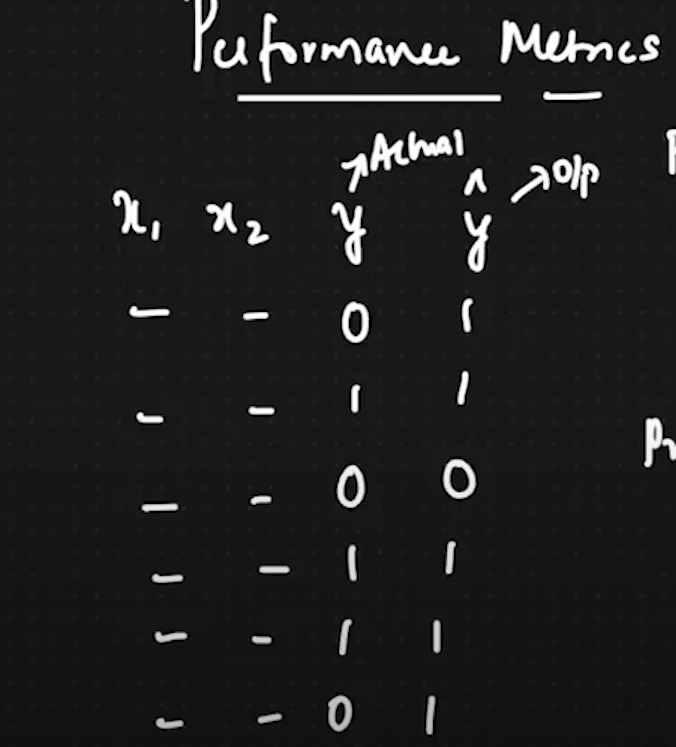 Performance Metrics
→Actual
^ →O/P
x₁ x₂ y ŷ
- - 0 1
- - 1 1
- - 0 0
- - 1 1
- - 1 1
- - 0 1